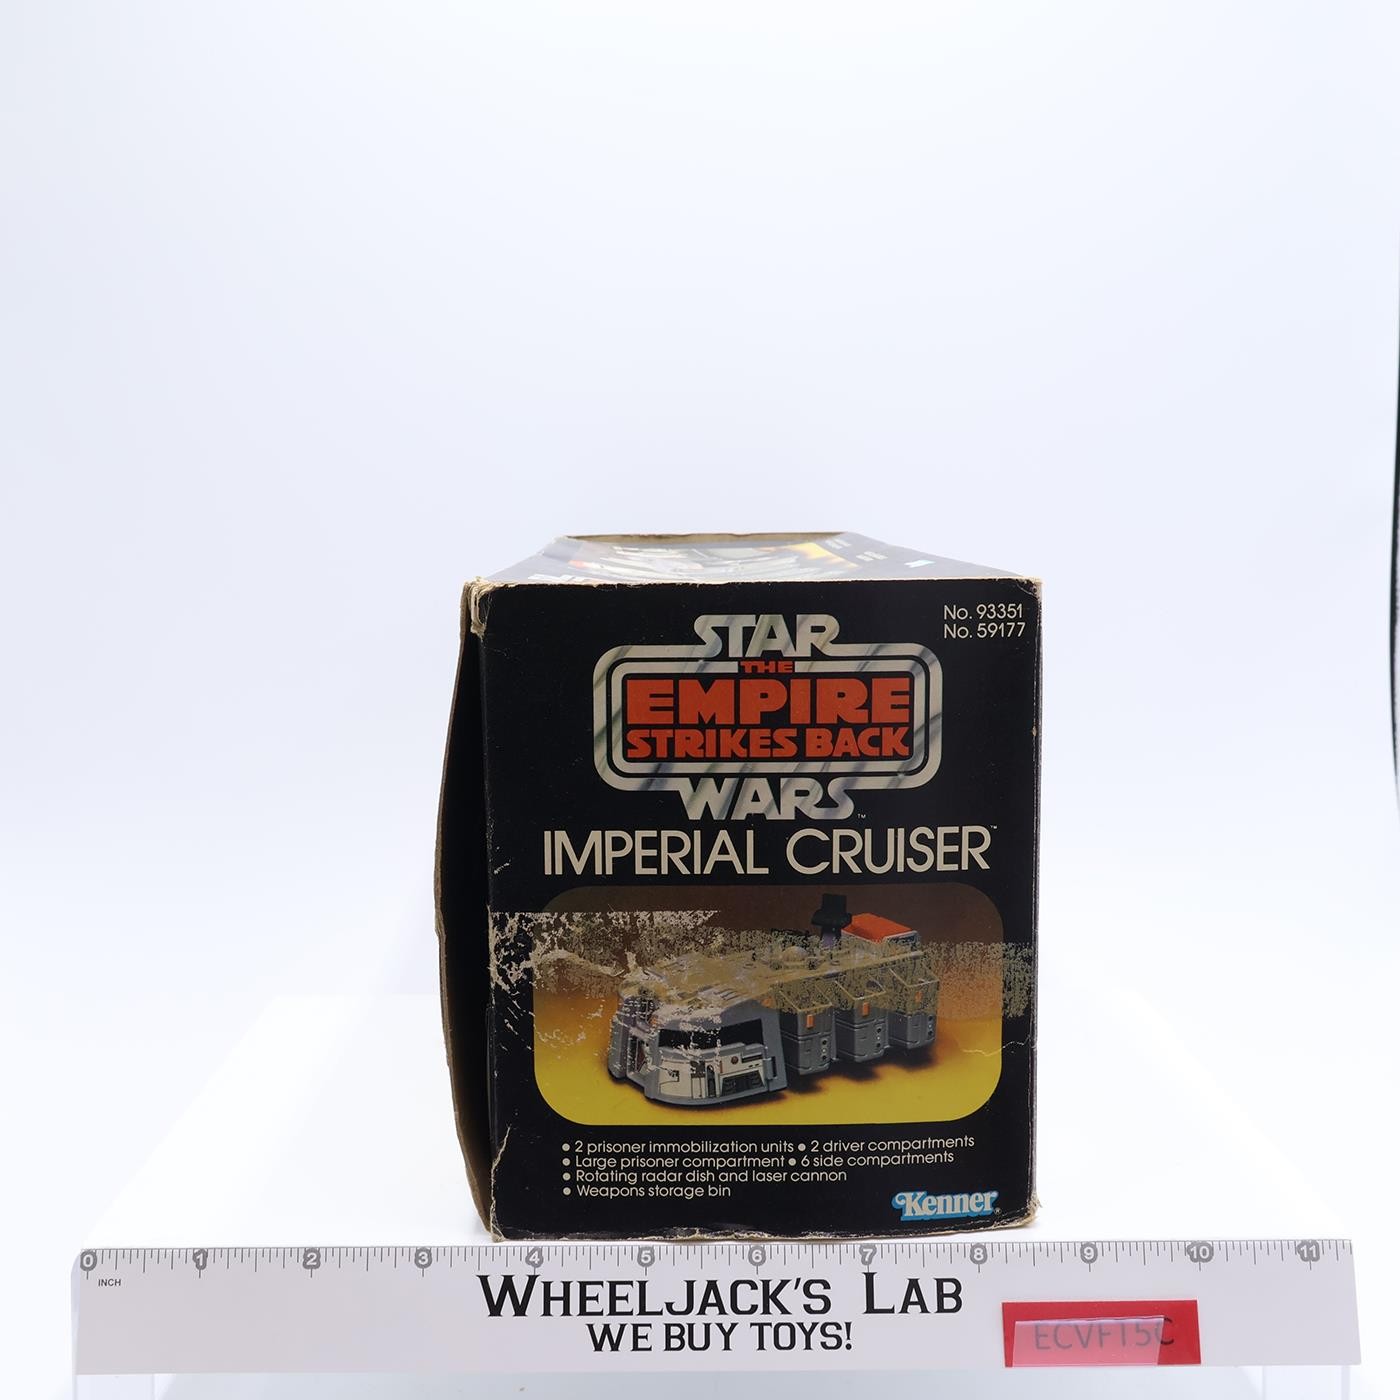 No. 93351
No. 59177
STAR
THE
EMPIRE
STRIKES BACK
WARS™
IMPERIAL CRUISER™
• 2 prisoner immobilization units • 2 driver compartments
• Large prisoner compartment • 6 side compartments
• Rotating radar dish and laser cannon
• Weapons storage bin
Kenner®
0 1 2 3 4 5 6 7 8 9 10 11
INCH
WHEELJACK'S LAB
WE BUY TOYS!